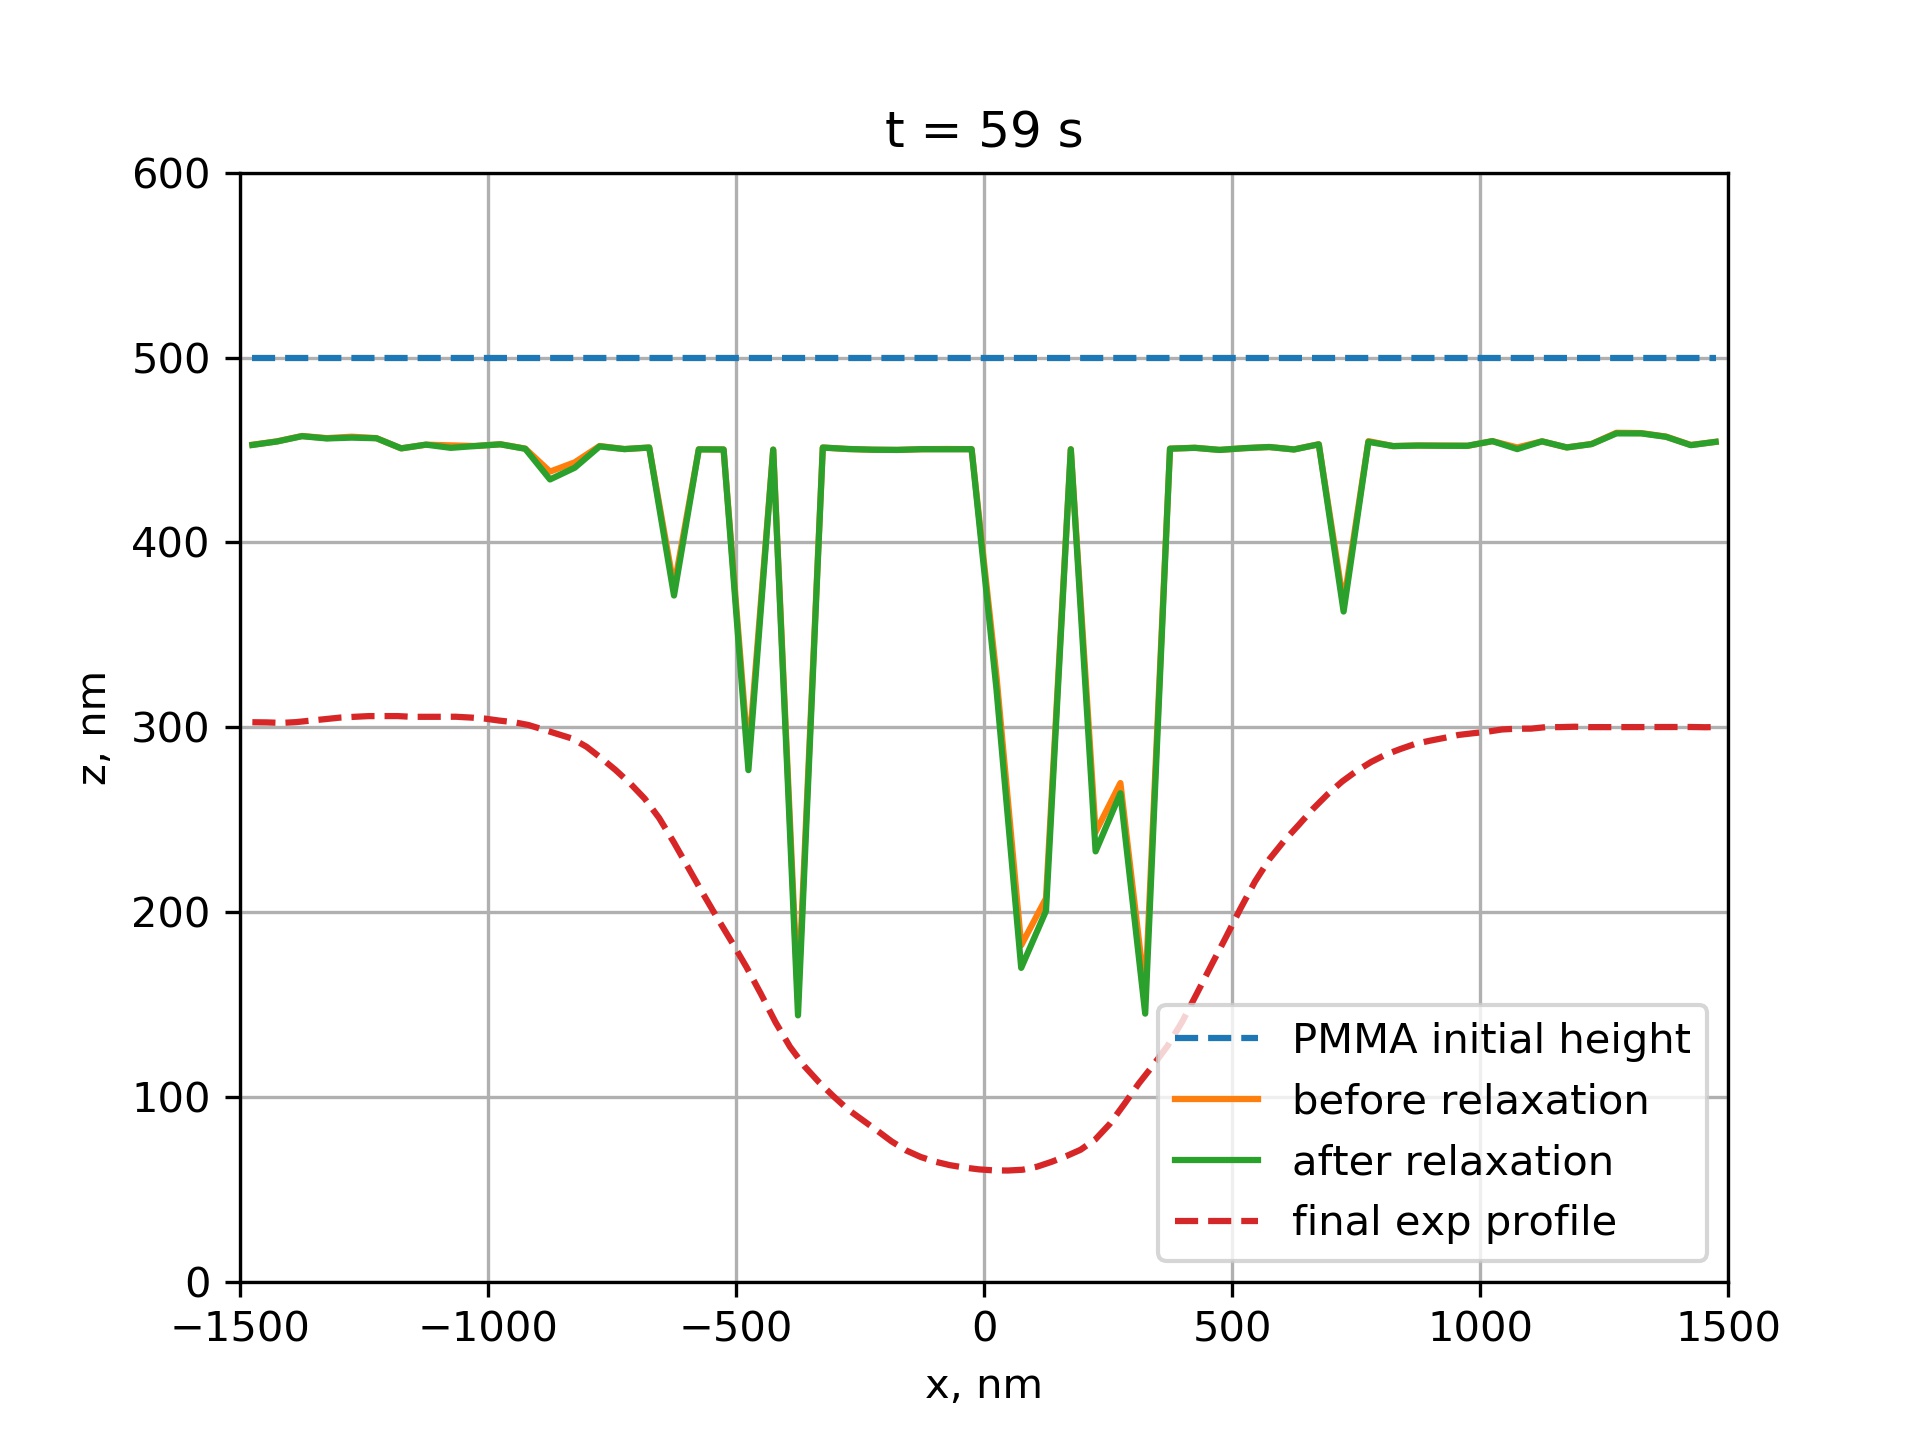 t = 59 s
600
500
400
300
200
100
0
z, nm
−1500 −1000 −500 0 500 1000 1500
x, nm
PMMA initial height
before relaxation
after relaxation
final exp profile